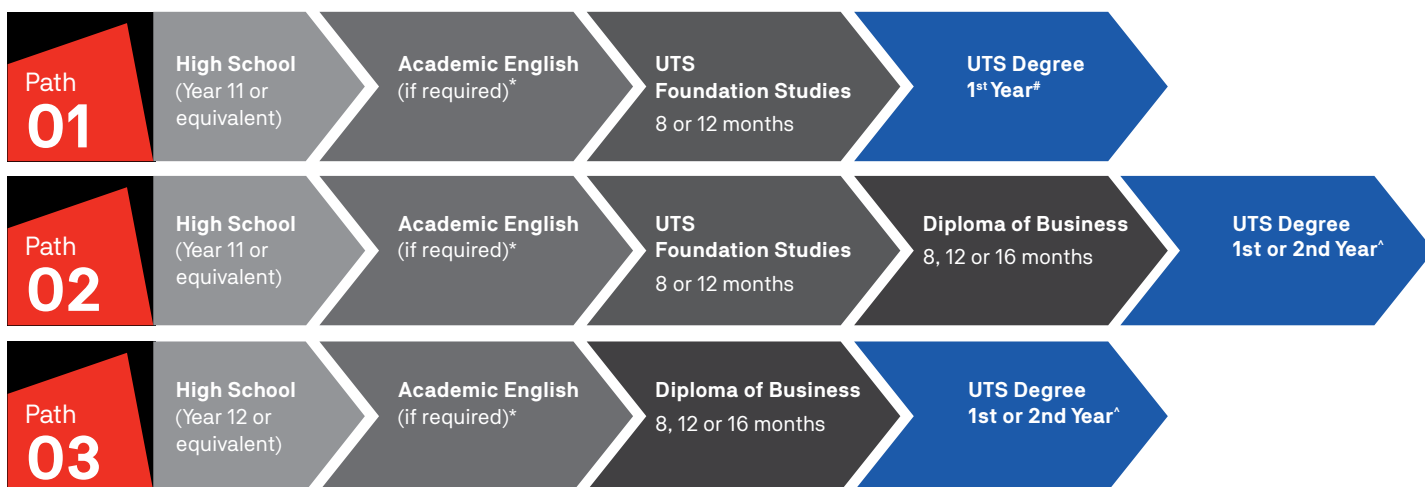 Path
01
High School
(Year 11 or
equivalent)
Academic English
(if required)*
UTS
Foundation Studies
8 or 12 months
UTS Degree
1st Year#
Path
02
High School
(Year 11 or
equivalent)
Academic English
(if required)*
UTS
Foundation Studies
8 or 12 months
Diploma of Business
8, 12 or 16 months
UTS Degree
1st or 2nd Year^
Path
03
High School
(Year 12 or
equivalent)
Academic English
(if required)*
Diploma of Business
8, 12 or 16 months
UTS Degree
1st or 2nd Year^